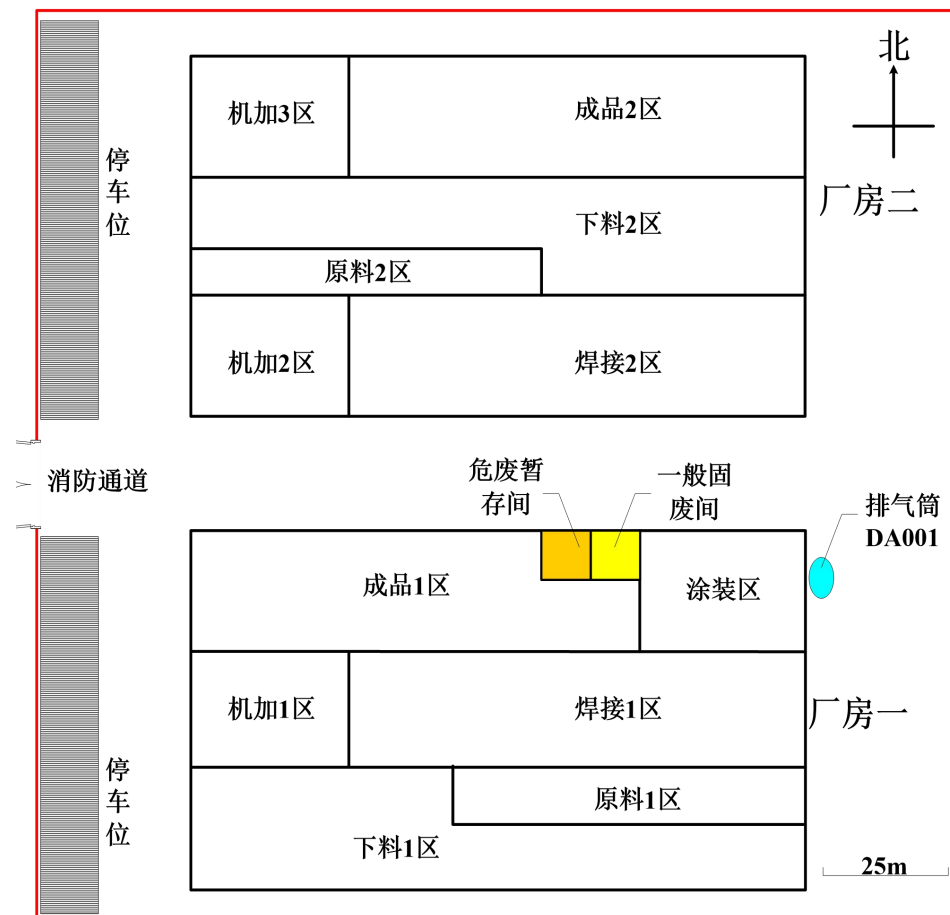 北
机加3区
成品2区
停
车
位
厂房二
下料2区
原料2区
机加2区
焊接2区
消防通道
危废暂
存间
一般固
废间
排气筒
DA001
成品1区
涂装区
机加1区
焊接1区
厂房一
停
车
位
原料1区
下料1区
25m